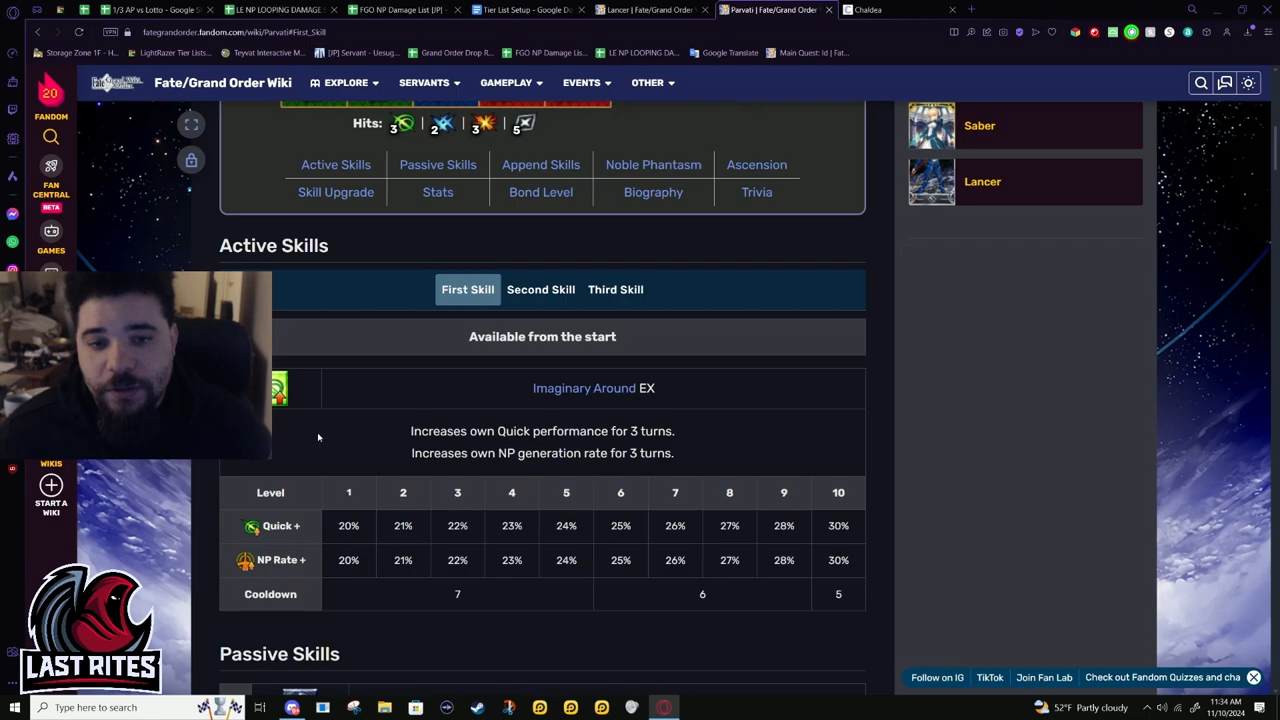 1/3 AP vs Lotto - Google S
LE NP LOOPING DAMAGE
FGO NP Damage List [JP] -
Tier List Setup - Google Do
Lancer | Fate/Grand Order
Parvati | Fate/Grand Order
Chaldea
VPN
fategrandorder.fandom.com/wiki/Parvati#First_Skill
Storage Zone 1F - H...
LightRazer Tier Lists...
Teyvat Interactive M...
[JP] Servant - Uesug...
Grand Order Drop R...
FGO NP Damage Lis...
LE NP LOOPING DA...
Google Translate
Main Quest: Id | Fat...
20
FANDOM
Fate/Grand Order Wiki
EXPLORE
SERVANTS
GAMEPLAY
EVENTS
OTHER
FAN
CENTRAL
BETA
GAMES
WIKIS
START A
WIKI
Hits: 3 | 2 | 3 | 5
Active Skills
Passive Skills
Append Skills
Noble Phantasm
Ascension
Skill Upgrade
Stats
Bond Level
Biography
Trivia
Saber
Lancer
Active Skills
First Skill
Second Skill
Third Skill
Available from the start
Imaginary Around EX
Increases own Quick performance for 3 turns.
Increases own NP generation rate for 3 turns.
Level 1 2 3 4 5 6 7 8 9 10
Quick + 20% 21% 22% 23% 24% 25% 26% 27% 28% 30%
NP Rate + 20% 21% 22% 23% 24% 25% 26% 27% 28% 30%
Cooldown 7 6 5
Passive Skills
LAST RITES
Follow on IG
TikTok
Join Fan Lab
Check out Fandom Quizzes and cha
Type here to search
52°F Partly cloudy
11:34 AM
11/10/2024